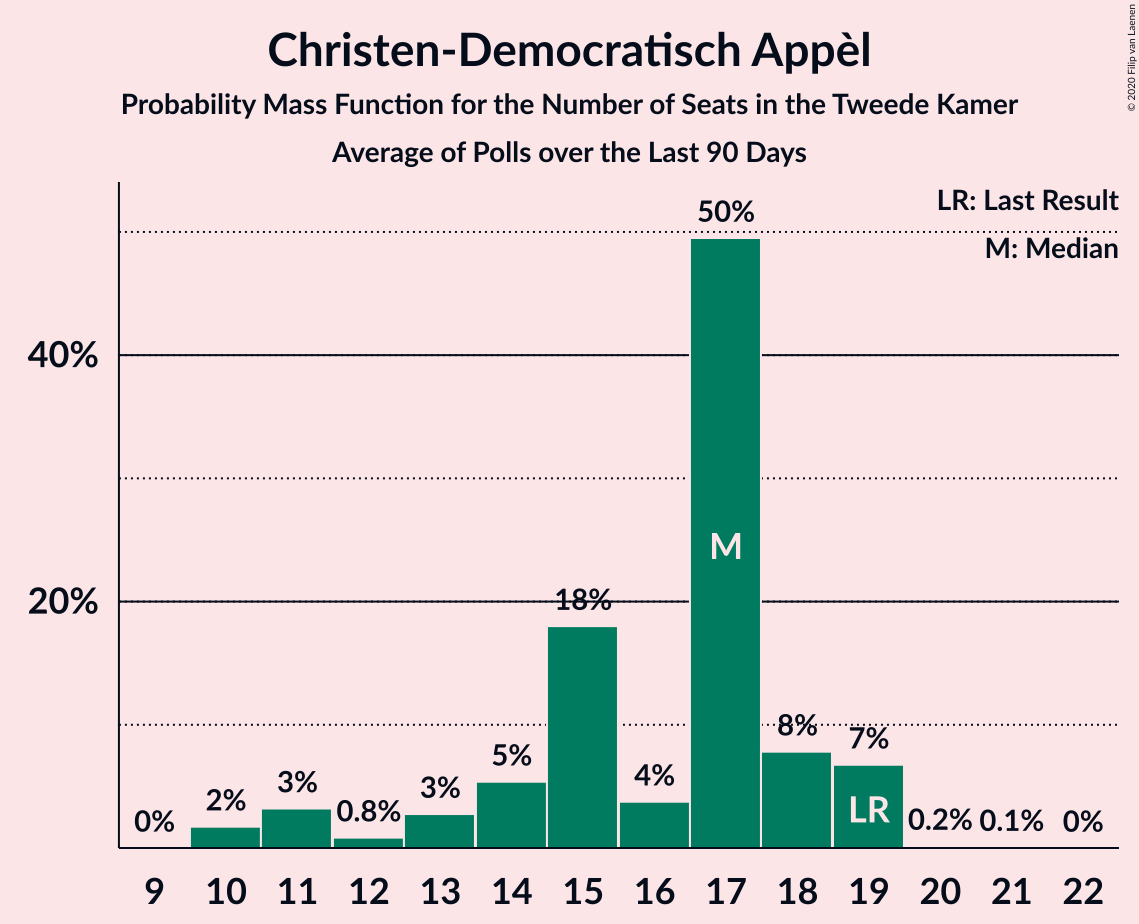 Christen-Democratisch Appèl
Probability Mass Function for the Number of Seats in the Tweede Kamer
Average of Polls over the Last 90 Days
© 2020 Filip van Laenen
LR: Last Result
M: Median
40%
20%
0%
2%
3%
0.8%
3%
5%
18%
4%
50%
8%
7%
0.2%
0.1%
0%
M
LR
9 10 11 12 13 14 15 16 17 18 19 20 21 22